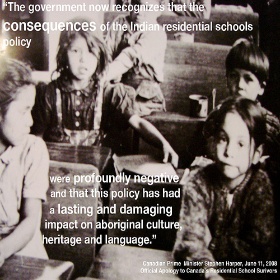 "The government now recognizes that the
consequences of the Indian residential schools
policy
were profoundly negative
and that this policy has had
a lasting and damaging
impact on aboriginal culture,
heritage and language."
Canadian Prime Minister Stephen Harper, June 11, 2008
Official Apology to Canada's Residential School Survivors